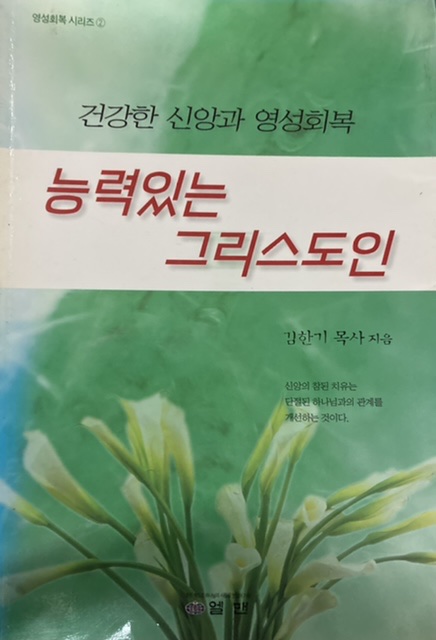 영성회복 시리즈 ②
건강한 신앙과 영성회복
능력있는
그리스도인
김한기 목사 지음
신앙의 참된 치유는
단절된 하나님과의 관계를
개선하는 것이다.
엘맨